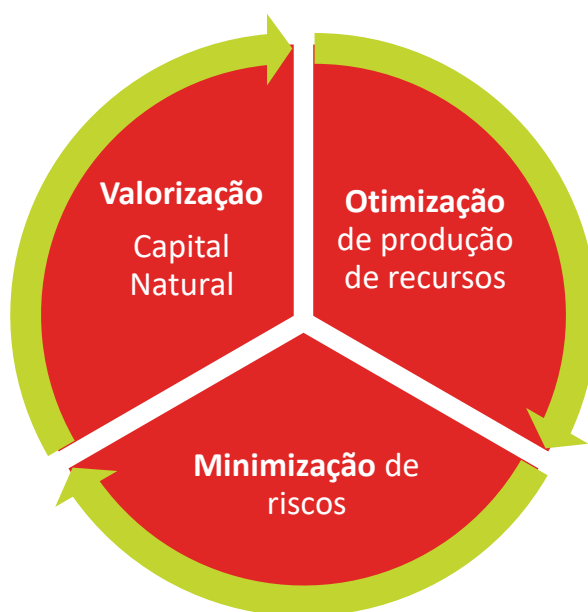 Valorização
Capital
Natural
Otimização
de produção
de recursos
Minimização de
riscos